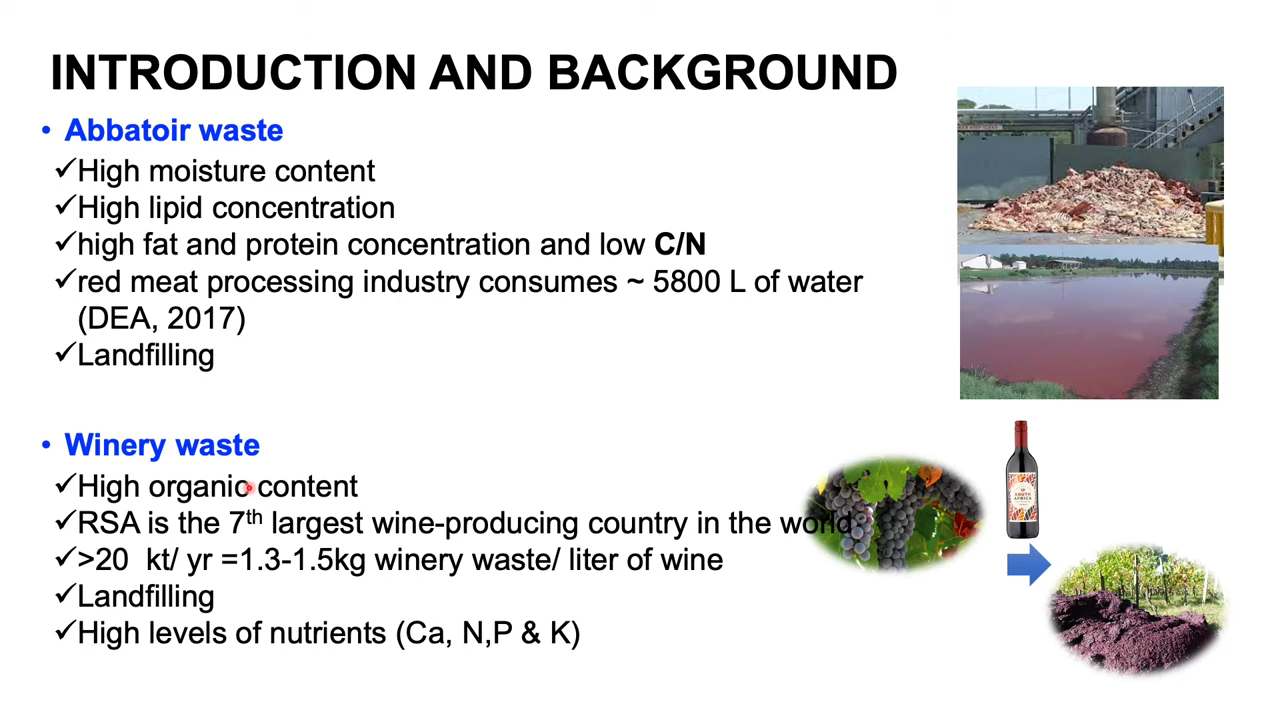 INTRODUCTION AND BACKGROUND
• Abbatoir waste
✓High moisture content
✓High lipid concentration
✓high fat and protein concentration and low C/N
✓red meat processing industry consumes ~ 5800 L of water
(DEA, 2017)
✓Landfilling
• Winery waste
✓High organic content
✓RSA is the 7th largest wine-producing country in the world
✓>20 kt/ yr =1.3-1.5kg winery waste/ liter of wine
✓Landfilling
✓High levels of nutrients (Ca, N,P & K)
SOUTH
AFRICA